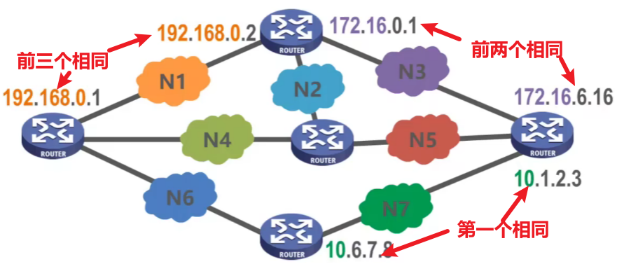 192.168.0.2
172.16.0.1
前三个相同
前两个相同
ROUTER
N1
N2
N3
192.168.0.1
172.16.6.16
ROUTER
N4
ROUTER
N5
ROUTER
10.1.2.3
N6
N7
第一个相同
ROUTER
10.6.7.8